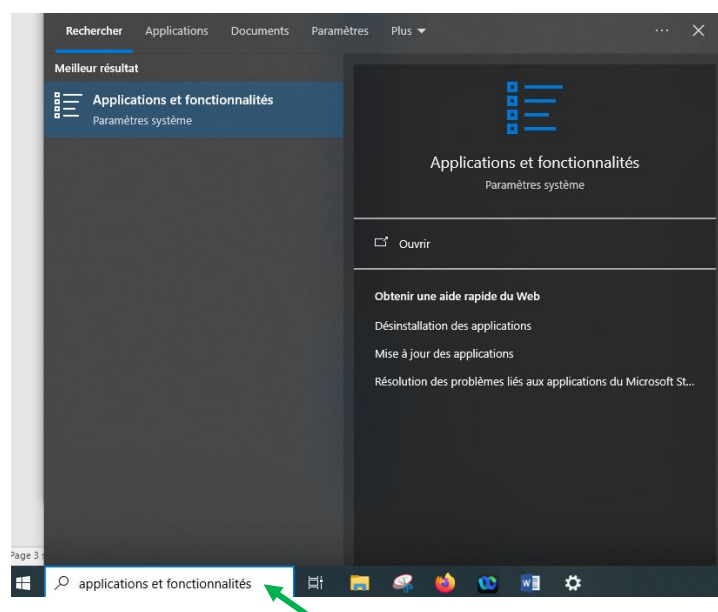 Rechercher Applications Documents Paramètres Plus
Meilleur résultat
Applications et fonctionnalités
Paramètres système
Applications et fonctionnalités
Paramètres système
Ouvrir
Obtenir une aide rapide du Web
Désinstallation des applications
Mise à jour des applications
Résolution des problèmes liés aux applications du Microsoft St...
Page 3 s
applications et fonctionnalités